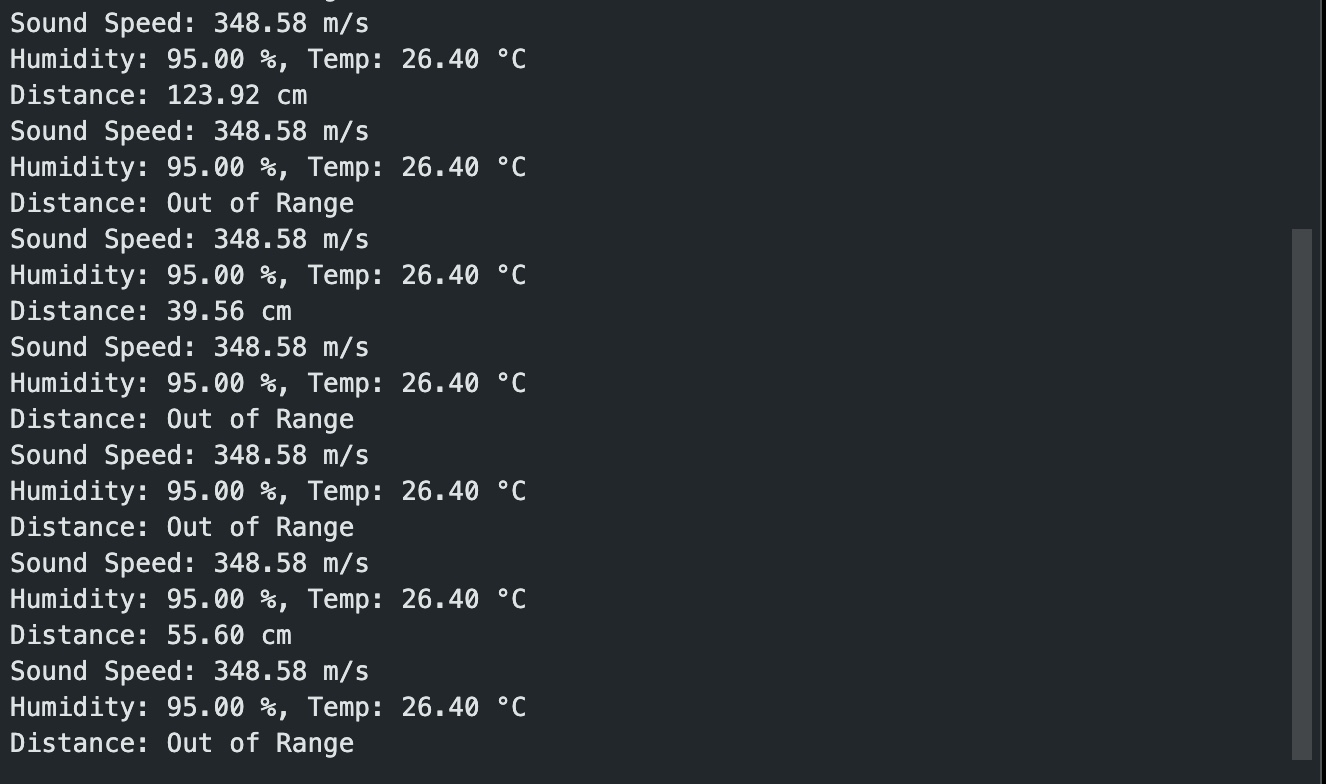 Sound Speed: 348.58 m/s
Humidity: 95.00 %, Temp: 26.40 °C
Distance: 123.92 cm
Sound Speed: 348.58 m/s
Humidity: 95.00 %, Temp: 26.40 °C
Distance: Out of Range
Sound Speed: 348.58 m/s
Humidity: 95.00 %, Temp: 26.40 °C
Distance: 39.56 cm
Sound Speed: 348.58 m/s
Humidity: 95.00 %, Temp: 26.40 °C
Distance: Out of Range
Sound Speed: 348.58 m/s
Humidity: 95.00 %, Temp: 26.40 °C
Distance: Out of Range
Sound Speed: 348.58 m/s
Humidity: 95.00 %, Temp: 26.40 °C
Distance: 55.60 cm
Sound Speed: 348.58 m/s
Humidity: 95.00 %, Temp: 26.40 °C
Distance: Out of Range